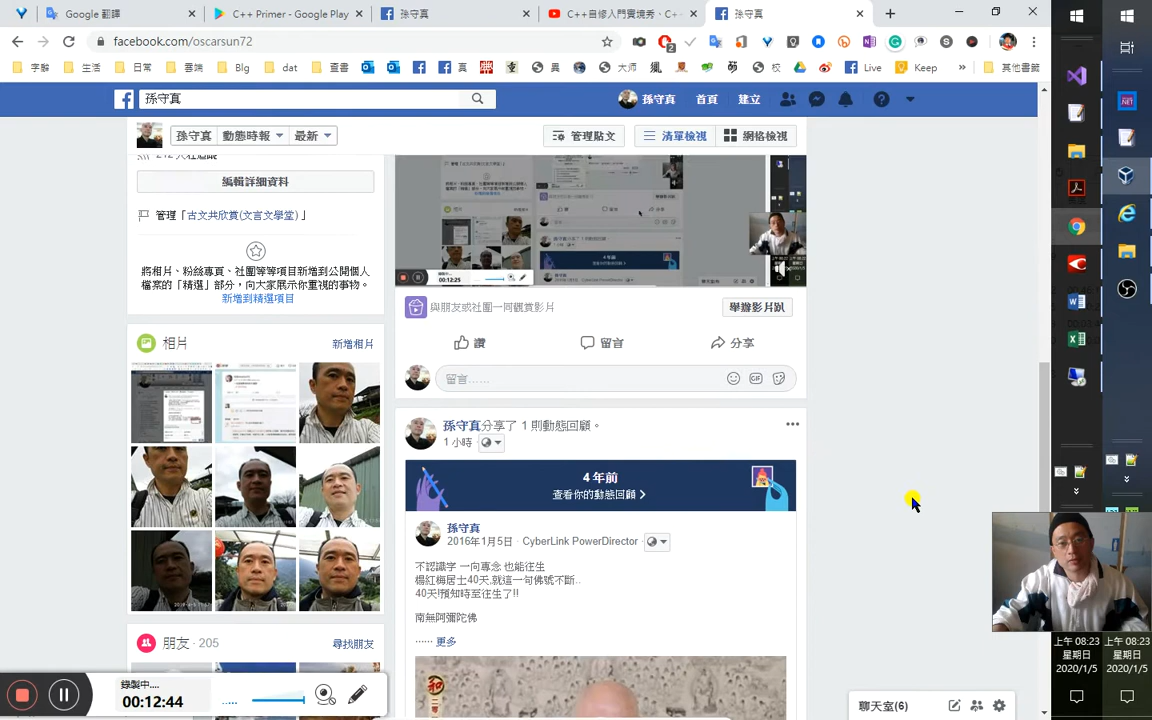 Google 翻譯
C++ Primer - Google Play
孫守真
C++自修入門實境秀、C
孫守真
facebook.com/oscarsun72
字辭
生活
日常
雲端
Blg
dat
查書
真
異
大师
校
Live
Keep
其他書籤
孫守真
孫守真
首頁
建立
孫守真
動態時報
最新
管理貼文
清單檢視
網格檢視
編輯詳細資料
管理「古文共欣賞(文言文學堂)」
將相片、粉絲專頁、社團等等項目新增到公開個人
檔案的「精選」部分，向大家展示你重視的事物。
新增到精選項目
00:12:25
與朋友或社團一同觀賞影片
舉辦影片趴
讚
留言
分享
留言……
GIF
相片
新增相片
孫守真分享了 1 則動態回顧。
1 小時
4 年前
查看你的動態回顧
孫守真
2016年1月5日 · CyberLink PowerDirector
不認識字 一向專念 也能往生
楊紅梅居士40天,就這一句佛號不斷..
40天!預知時至往生了!!
南無阿彌陀佛
…… 更多
朋友 · 205
尋找朋友
錄製中....
00:12:44
聊天室(6)
上午 08:23
星期日
2020/1/5
上午 08:23
星期日
2020/1/5